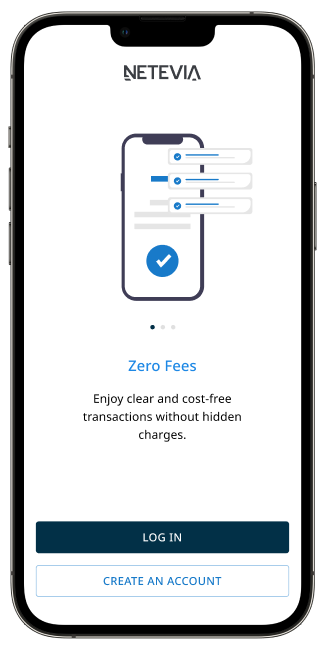 NETEVIA
Zero Fees
Enjoy clear and cost-free
transactions without hidden
charges.
LOG IN
CREATE AN ACCOUNT